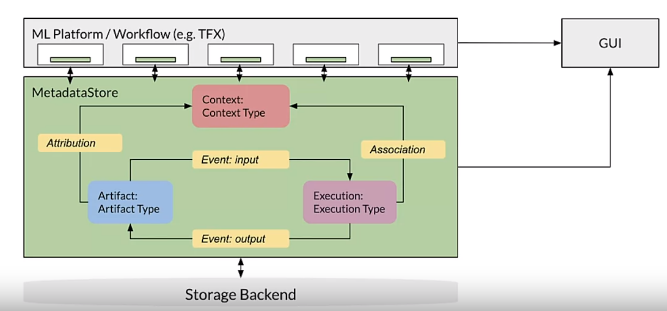 ML Platform / Workflow (e.g. TFX)
GUI
MetadataStore
Context:
Context Type
Attribution
Association
Event: input
Artifact:
Artifact Type
Execution:
Execution Type
Event: output
Storage Backend